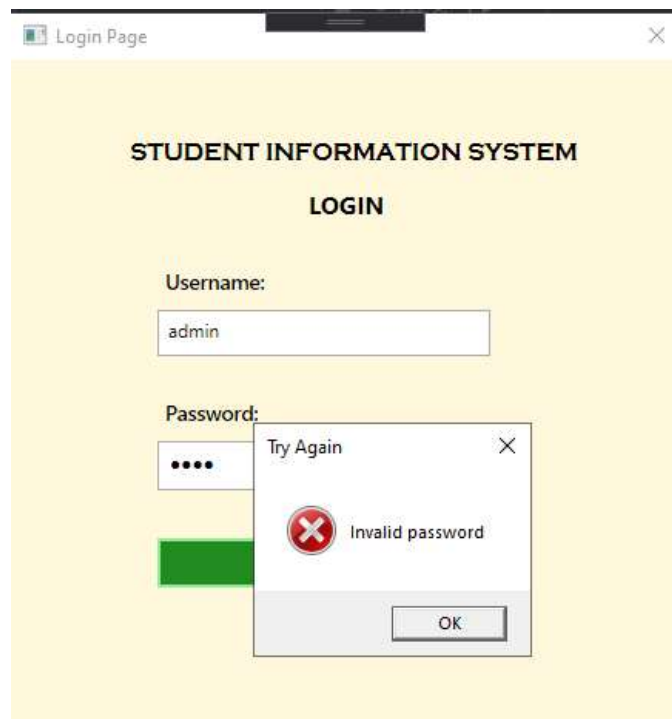 Login Page
STUDENT INFORMATION SYSTEM
LOGIN
Username:
admin
Password:
••••
Try Again
Invalid password
OK